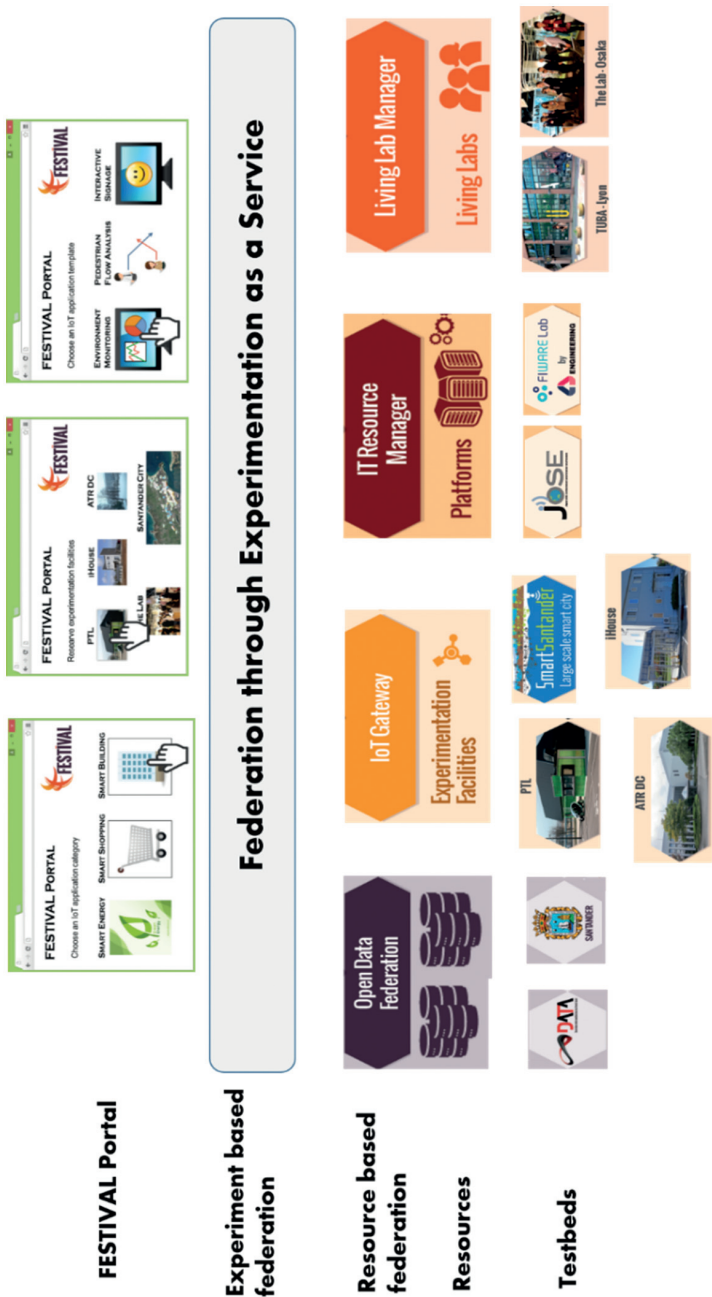 FESTIVAL Portal
FESTIVAL PORTAL
FESTIVAL
Choose an IoT application category
SMART ENERGY
SMART SHOPPING
SMART BUILDING
FESTIVAL PORTAL
FESTIVAL
Reserve experimentation facilities
PTL
IHOUSE
ATR DC
HE LAB
SANTANDER CITY
FESTIVAL PORTAL
FESTIVAL
Choose an IoT application template
ENVIRONMENT
MONITORING
PEDESTRIAN
FLOW ANALYSIS
INTERACTIVE
SIGNAGE
Experiment based
federation
Federation through Experimentation as a Service
Resource based
federation
Open Data
Federation
IoT Gateway
IT Resource
Manager
Living Lab Manager
Resources
Experimentation
Facilities
Platforms
Living Labs
Testbeds
DATA
SANTANDER
PTL
SmartSantander
Large scale smart city
JOSE
FIWARE Lab
by
ENGINEERING
TUBA - Lyon
The Lab - Osaka
ATR DC
iHouse